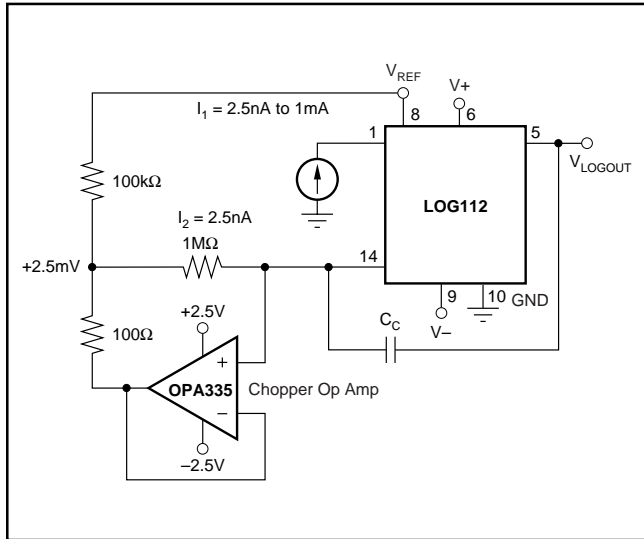 V_REF
V+
I_1 = 2.5nA to 1mA
8
6
1
5
V_LOGOUT
100kΩ
LOG112
I_2 = 2.5nA
1MΩ
+2.5mV
14
9
10
GND
100Ω
+2.5V
C_C
V–
+
OPA335
Chopper Op Amp
–
–2.5V